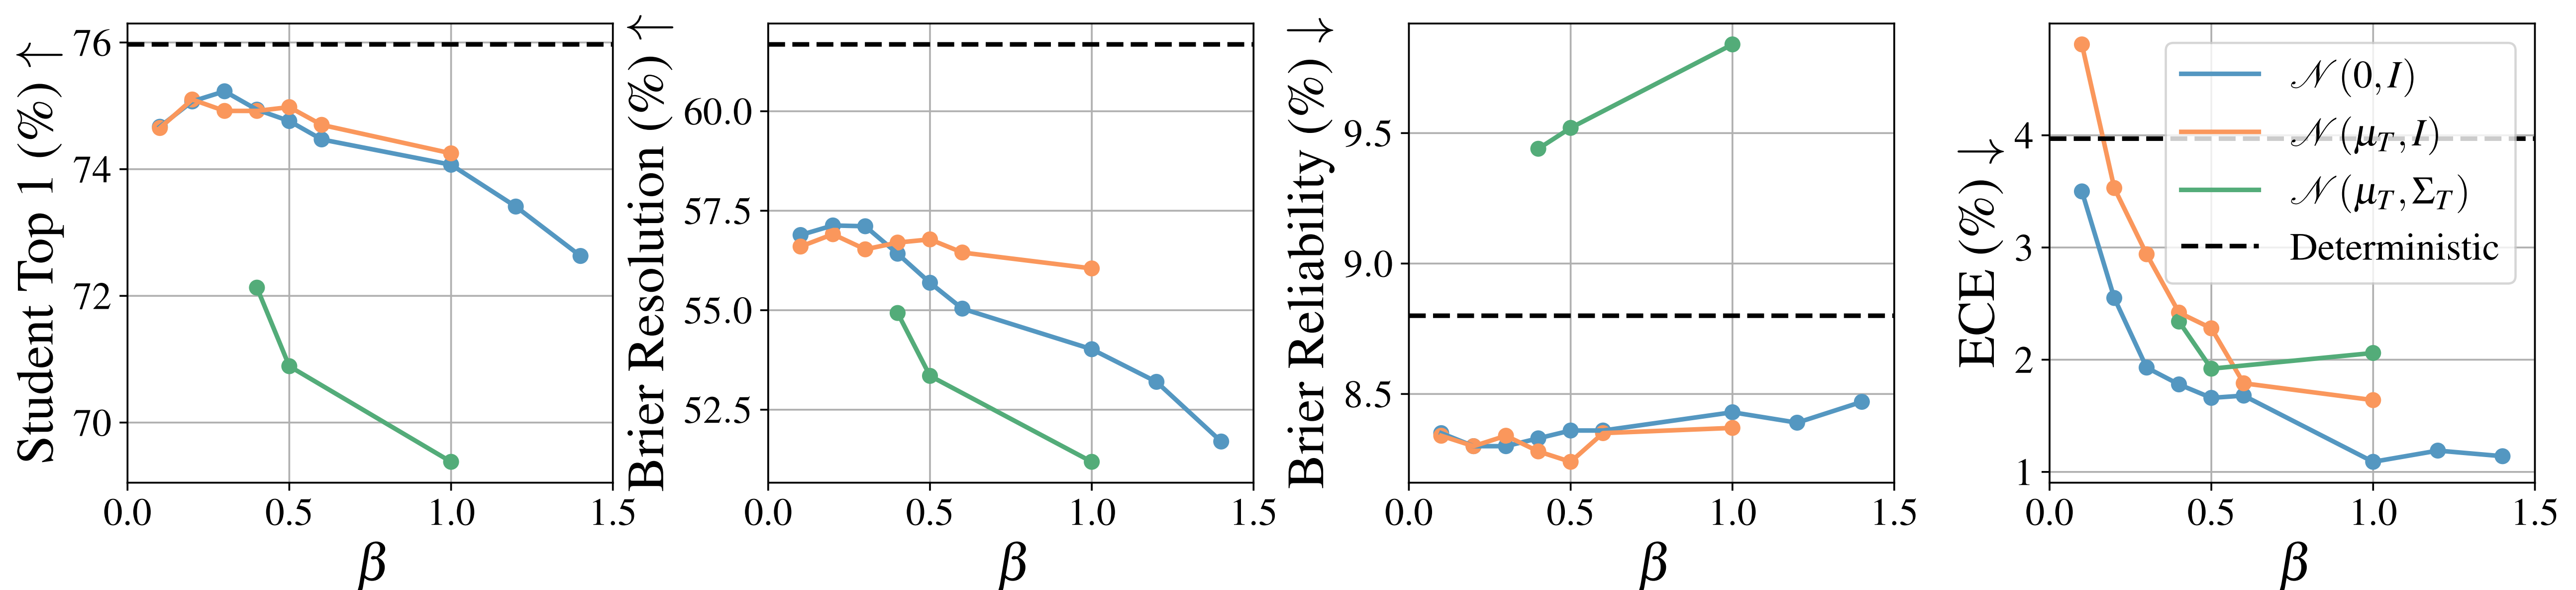 Student Top 1 (%) ↑
76
74
72
70
0.0 0.5 1.0 1.5
β
Brier Resolution (%) ↑
60.0
57.5
55.0
52.5
0.0 0.5 1.0 1.5
β
Brier Reliability (%) ↓
9.5
9.0
8.5
0.0 0.5 1.0 1.5
β
ECE (%) ↓
4
3
2
1
0.0 0.5 1.0 1.5
β
𝒩(0, I)
𝒩(μ_T, I)
𝒩(μ_T, Σ_T)
Deterministic